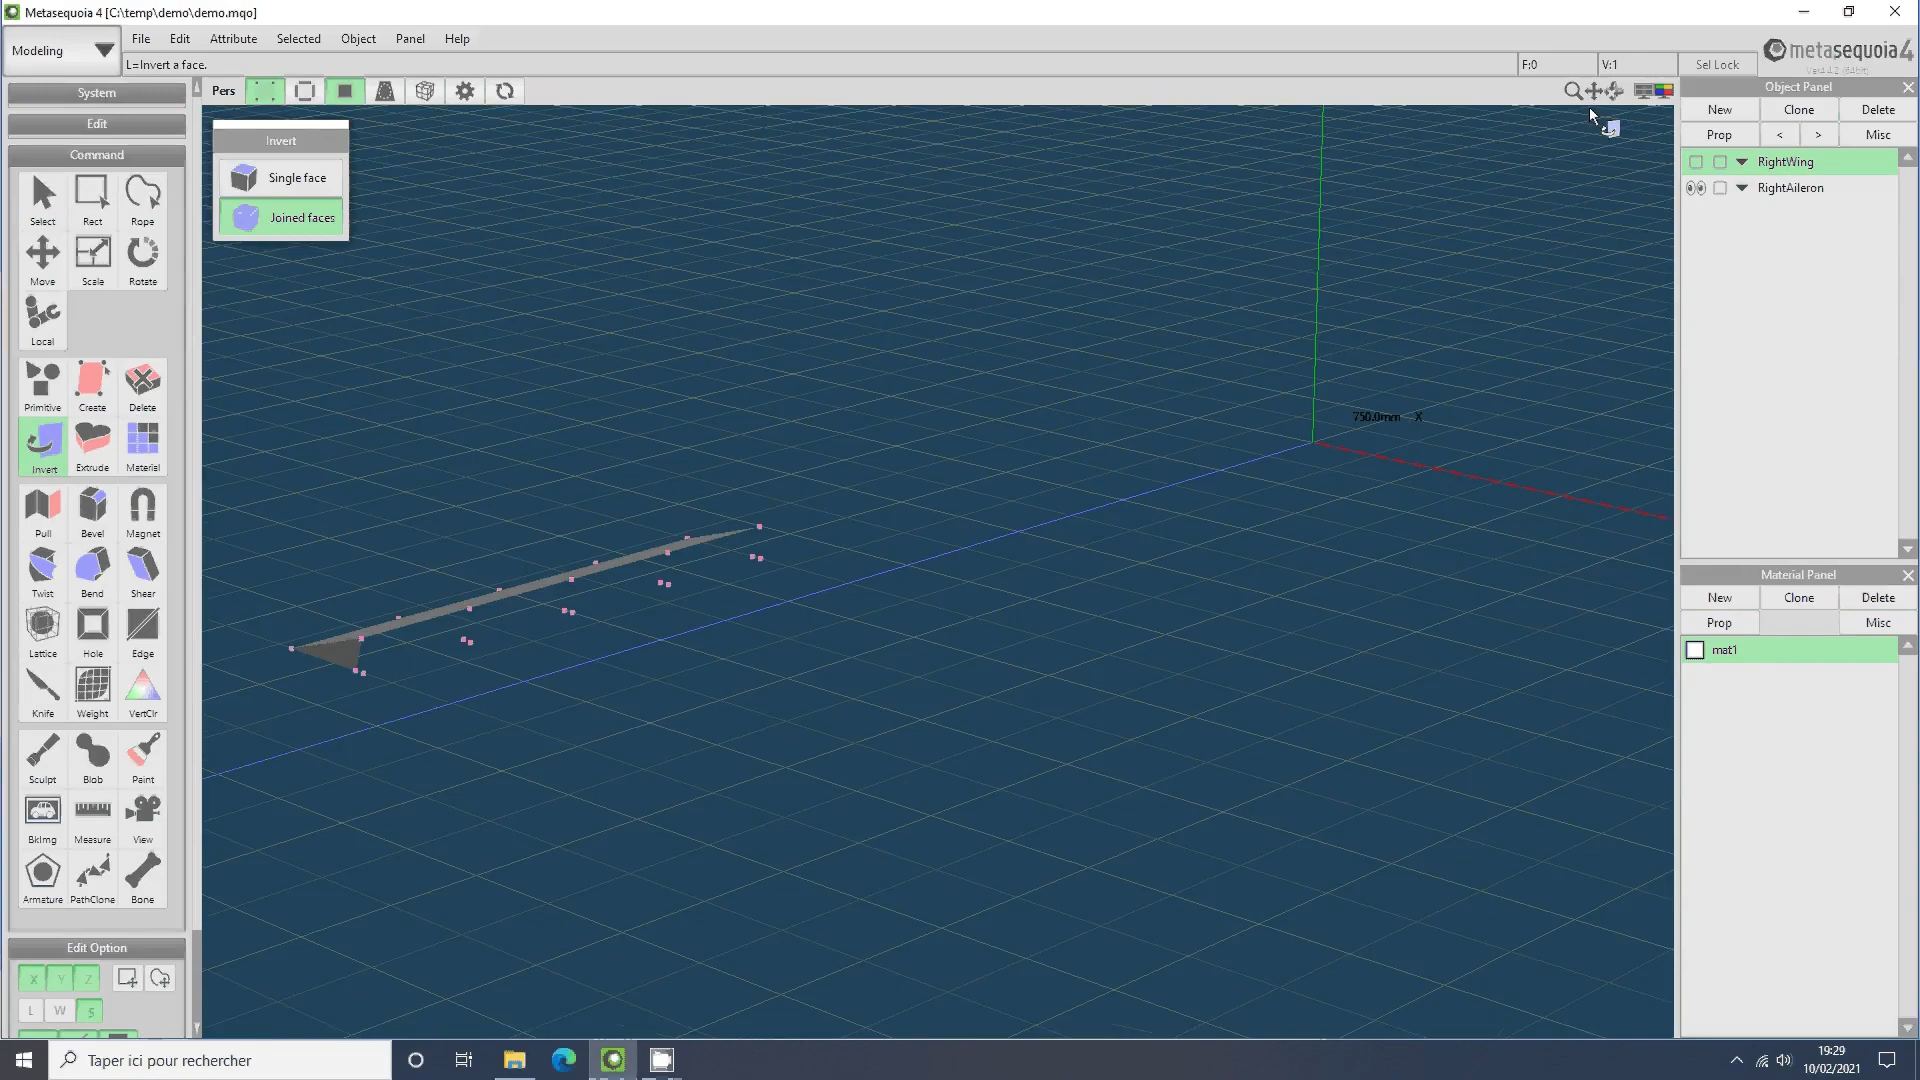 Metasequoia 4 [C:\temp\demo\demo.mqo]
Modeling
File Edit Attribute Selected Object Panel Help
L=Invert a face.
F:0
V:1
Sel Lock
metasequoia4
Ver4.4.2 (64bit)
System
Edit
Command
Select Rect Rope
Move Scale Rotate
Local
Primitive Create Delete
Invert Extrude Material
Pull Bevel Magnet
Twist Bend Shear
Lattice Hole Edge
Knife Weight VertClr
Sculpt Blob Paint
BkImg Measure View
Armature PathClone Bone
Edit Option
X Y Z
L W S
Pers
Invert
Single face
Joined faces
750.0mm X
Object Panel
New Clone Delete
Prop < > Misc
RightWing
RightAileron
Material Panel
New Clone Delete
Prop Misc
mat1
Taper ici pour rechercher
19:29
10/02/2021